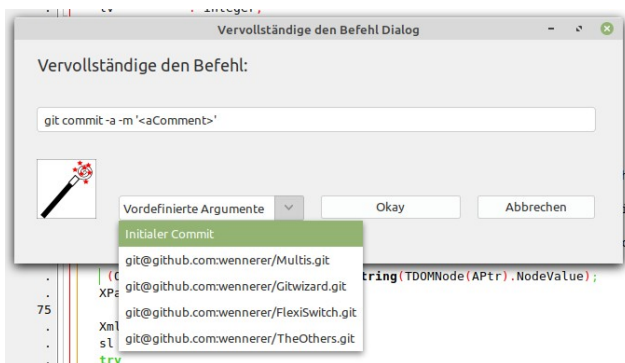 : Integer;
Vervollständige den Befehl Dialog
Vervollständige den Befehl:
git commit -a -m '<aComment>'
Vordefinierte Argumente
Okay
Abbrechen
Initialer Commit
git@github.com:wennerer/Multis.git
git@github.com:wennerer/Gitwizard.git
git@github.com:wennerer/FlexiSwitch.git
git@github.com:wennerer/TheOthers.git
tring(TDOMNode(APtr).NodeValue);
XPa
75
Xml
sl
try